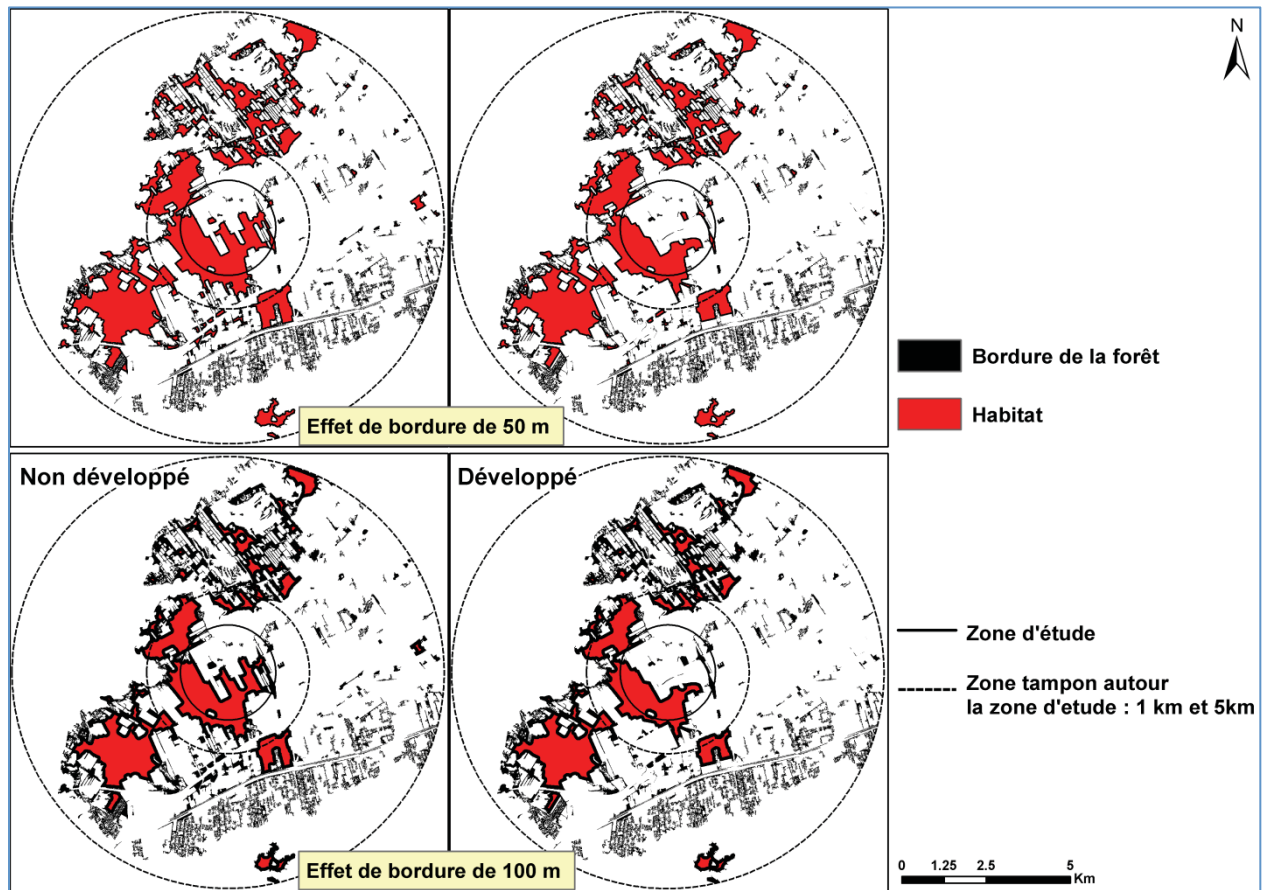 N
Effet de bordure de 50 m
Bordure de la forêt
Habitat
Non développé
Développé
Effet de bordure de 100 m
Zone d'étude
Zone tampon autour
la zone d'etude : 1 km et 5km
0 1.25 2.5 5
Km